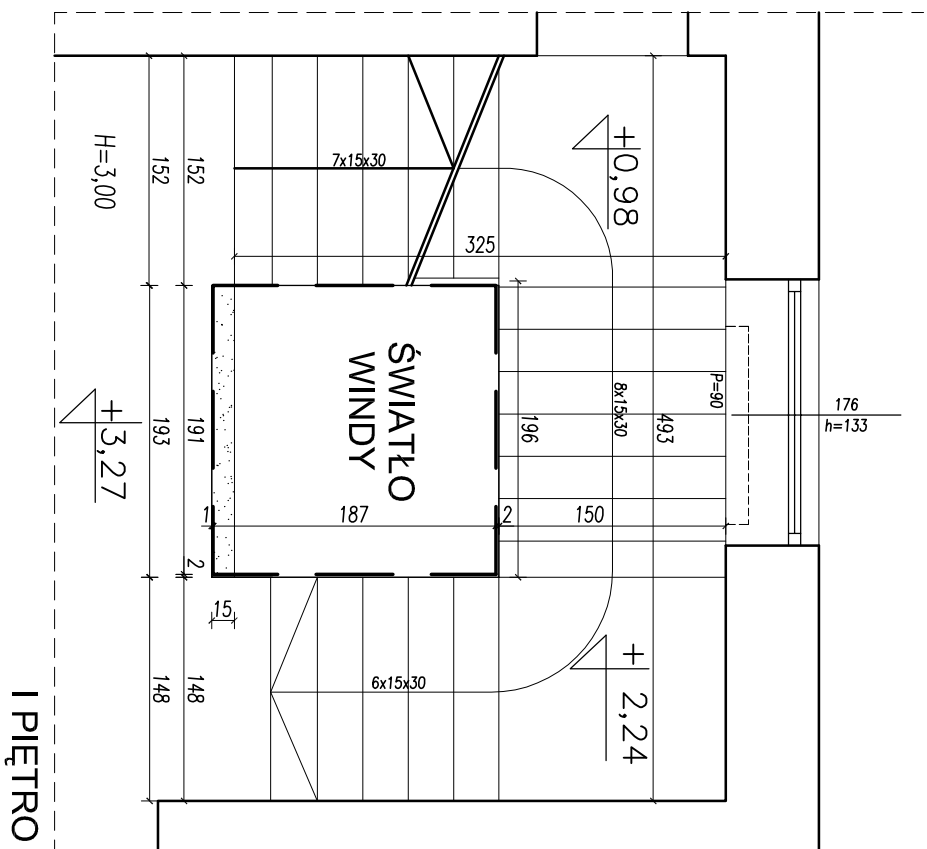 7x15x30
+0,98
H=3,00
152
152
325
ŚWIATŁO
WINDY
P=90
176
h=133
8x15x30
493
196
191
193
+3,27
1
187
2
150
2
15
6x15x30
+ 2,24
148
148
I PIĘTRO